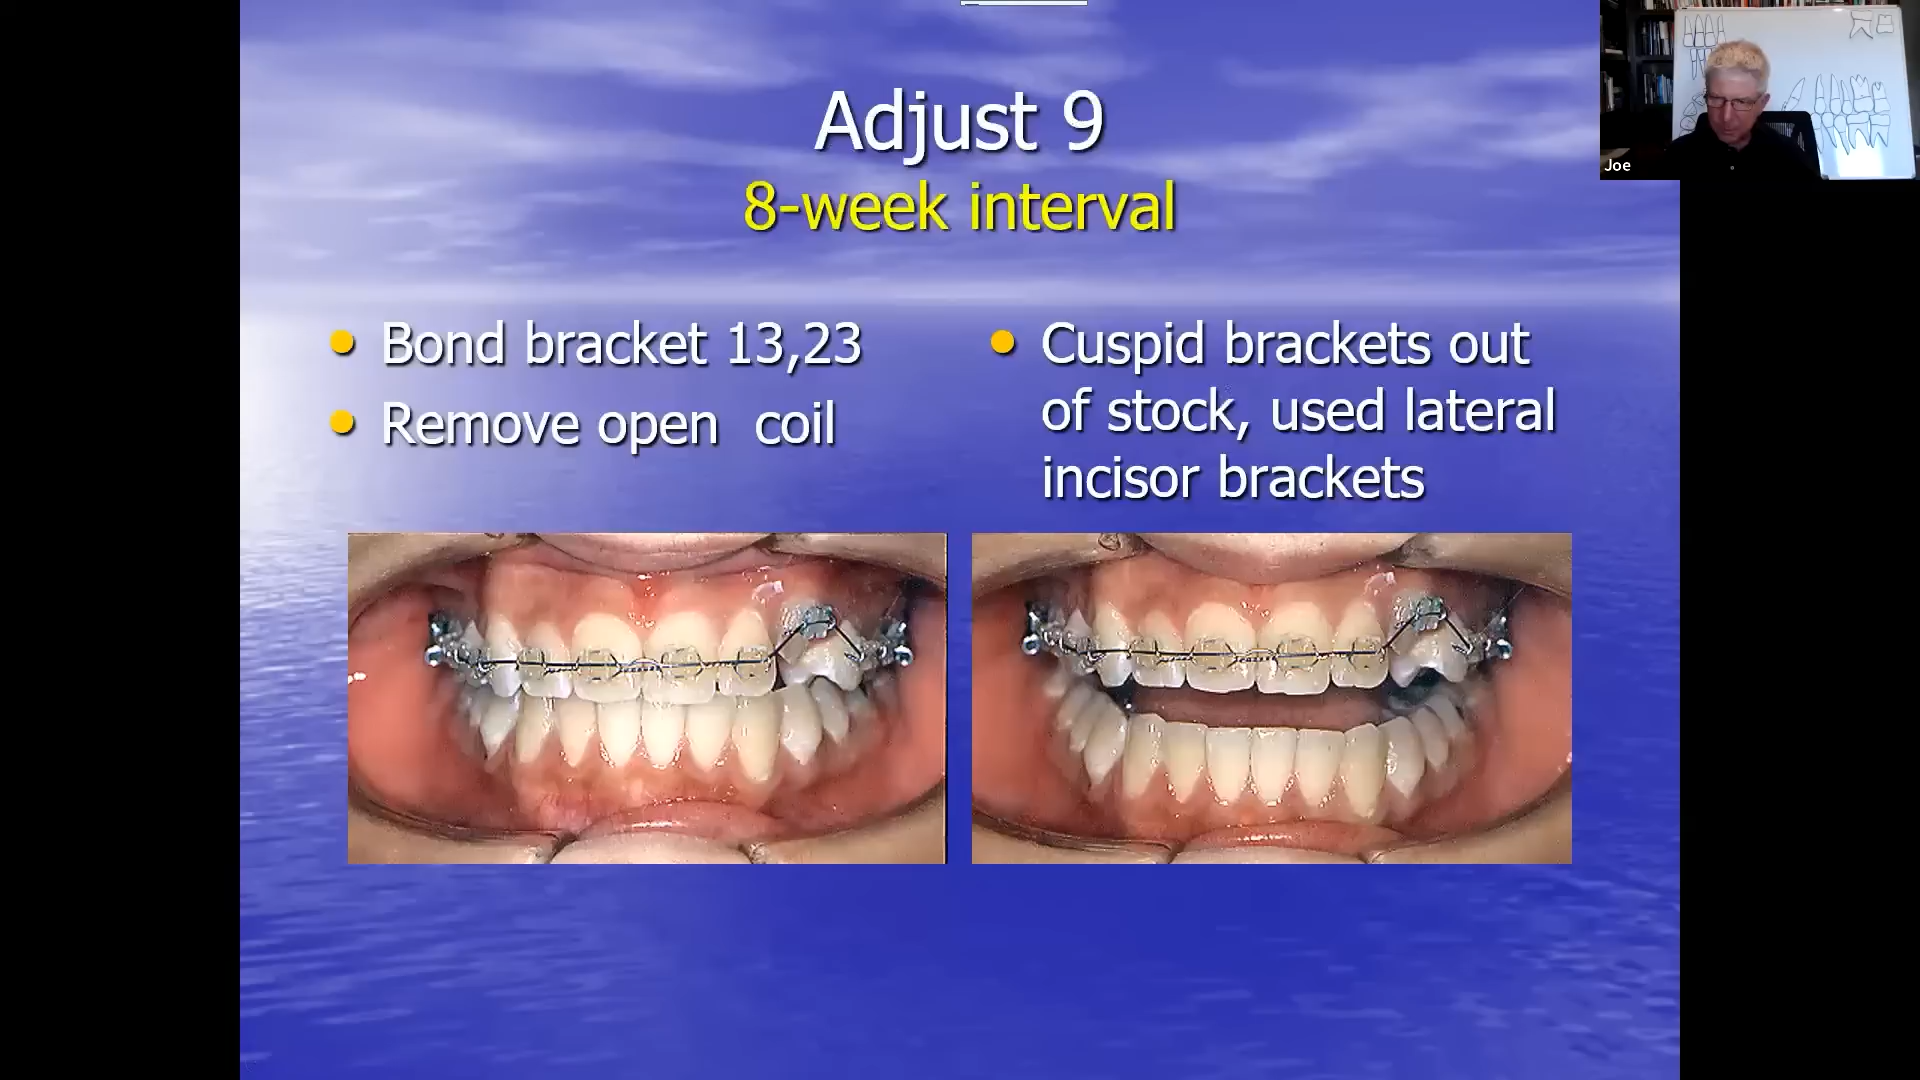 Adjust 9
8-week interval
Bond bracket 13,23
Remove open  coil
Cuspid brackets out
of stock, used lateral
incisor brackets
Joe